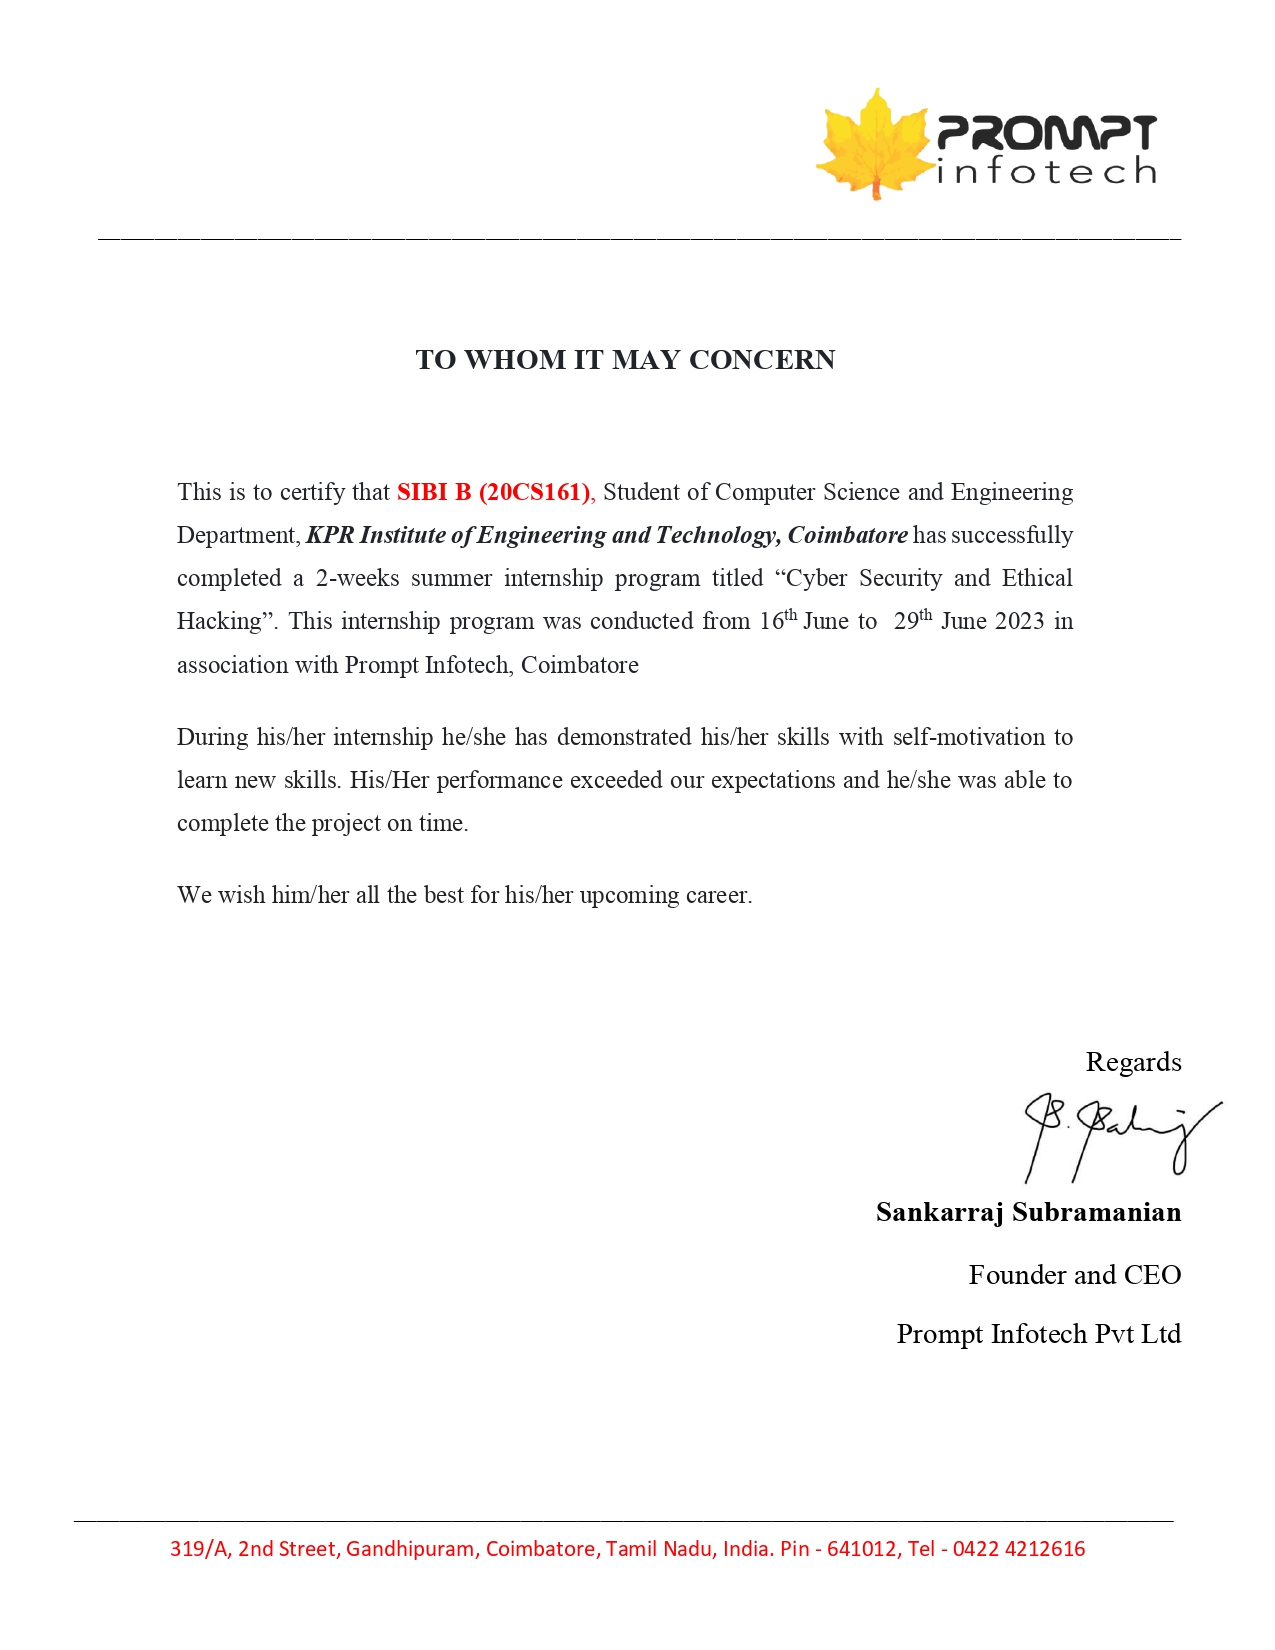 PROMPT
infotech
TO WHOM IT MAY CONCERN
This is to certify that SIBI B (20CS161), Student of Computer Science and Engineering
Department, KPR Institute of Engineering and Technology, Coimbatore has successfully
completed a 2-weeks summer internship program titled “Cyber Security and Ethical
Hacking”. This internship program was conducted from 16th June to 29th June 2023 in
association with Prompt Infotech, Coimbatore
During his/her internship he/she has demonstrated his/her skills with self-motivation to
learn new skills. His/Her performance exceeded our expectations and he/she was able to
complete the project on time.
We wish him/her all the best for his/her upcoming career.
Regards
Sankarraj Subramanian
Founder and CEO
Prompt Infotech Pvt Ltd
319/A, 2nd Street, Gandhipuram, Coimbatore, Tamil Nadu, India. Pin - 641012, Tel - 0422 4212616